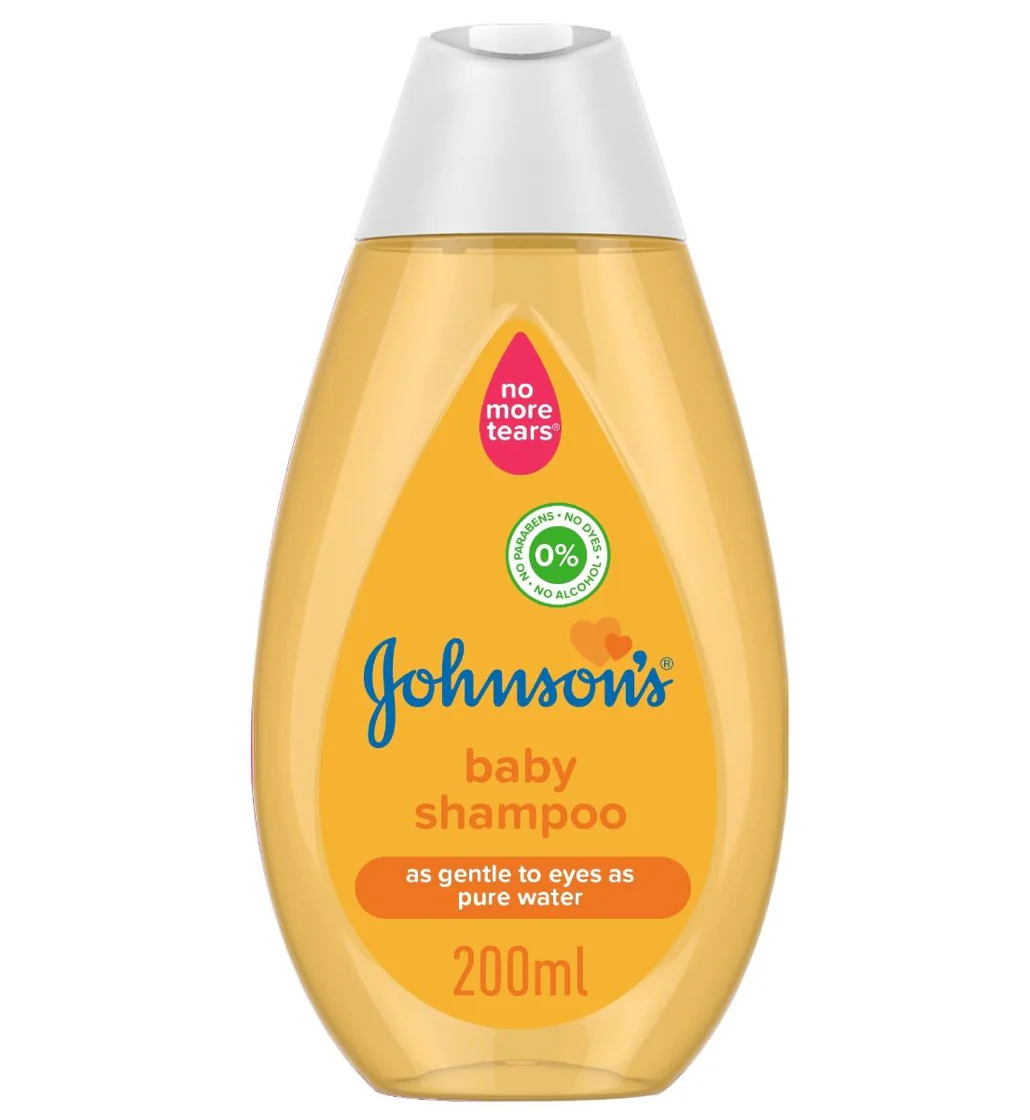 no
more
tears®
NO PARABENS • NO DYES • NO ALCOHOL •
0%
Johnson's®
baby
shampoo
as gentle to eyes as
pure water
200ml